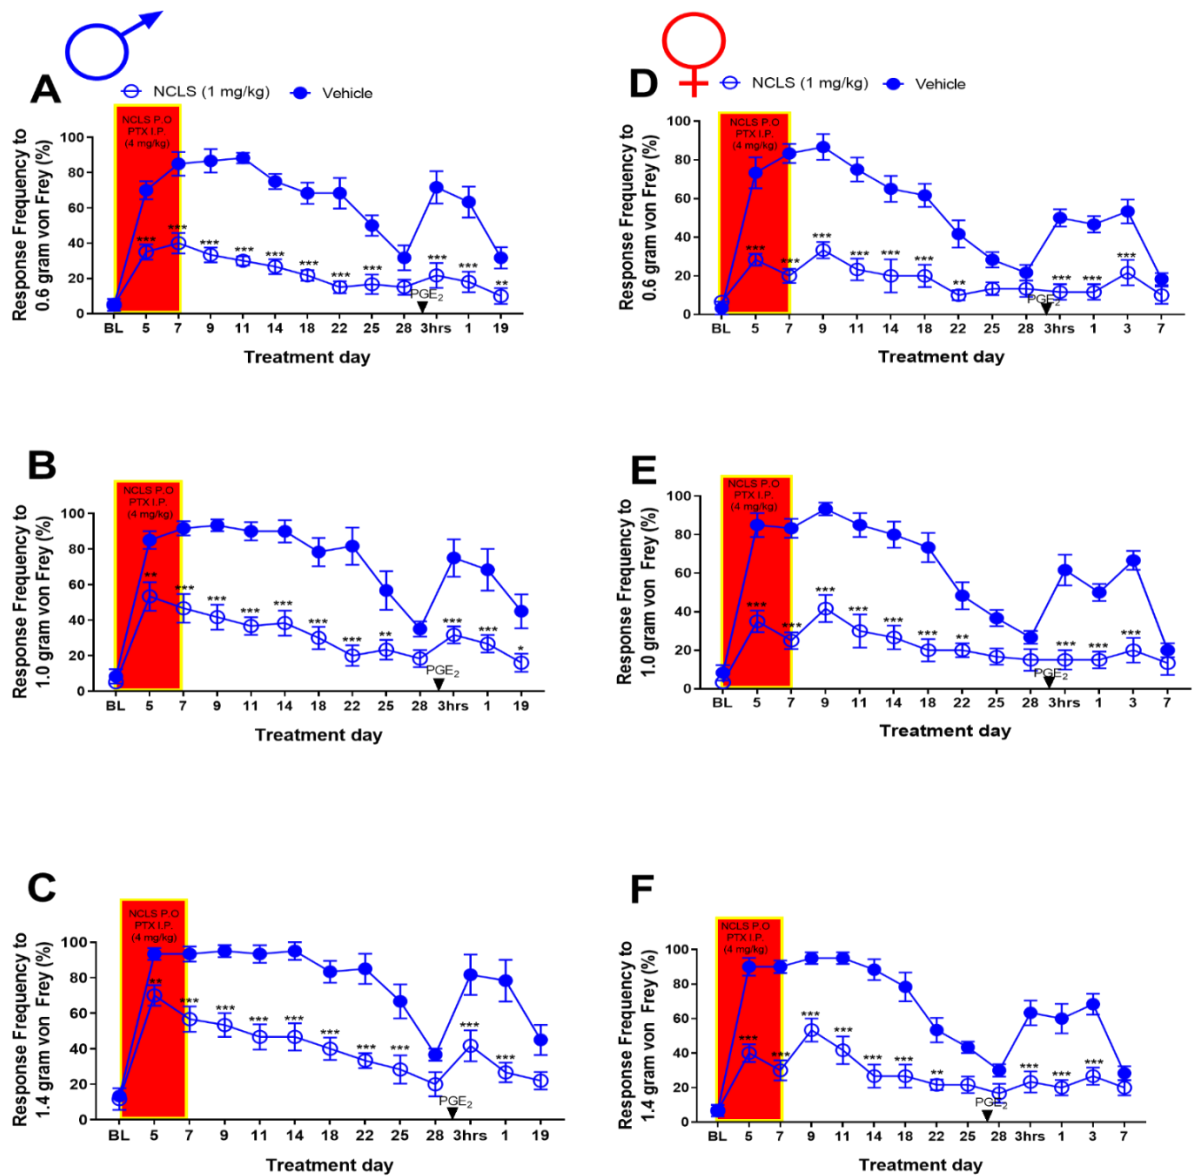 A
NCLS (1 mg/kg) Vehicle
NCLS P.O
PTX I.P.
(4 mg/kg)
Response Frequency to
0.6 gram von Frey (%)
100
80
60
40
20
0
*** *** *** *** *** *** *** *** *** *** **
PGE2
BL 5 7 9 11 14 18 22 25 28 3hrs 1 19
Treatment day
B
NCLS P.O
PTX I.P.
(4 mg/kg)
Response Frequency to
1.0 gram von Frey (%)
100
80
60
40
20
0
** *** *** *** *** *** *** ** *** *** *
PGE2
BL 5 7 9 11 14 18 22 25 28 3hrs 1 19
Treatment day
C
NCLS P.O
PTX I.P.
(4 mg/kg)
Response Frequency to
1.4 gram von Frey (%)
100
80
60
40
20
0
** *** *** *** *** *** *** *** *** ***
PGE2
BL 5 7 9 11 14 18 22 25 28 3hrs 1 19
Treatment day
D
NCLS (1 mg/kg) Vehicle
NCLS P.O
PTX I.P.
(4 mg/kg)
Response Frequency to
0.6 gram von Frey (%)
100
80
60
40
20
0
*** *** *** *** *** *** ** *** *** ***
PGE2
BL 5 7 9 11 14 18 22 25 28 3hrs 1 3 7
Treatment day
E
NCLS P.O
PTX I.P.
(4 mg/kg)
Response Frequency to
1.0 gram von Frey (%)
100
80
60
40
20
0
*** *** *** *** *** *** ** *** *** ***
PGE2
BL 5 7 9 11 14 18 22 25 28 3hrs 1 3 7
Treatment day
F
NCLS P.O
PTX I.P.
(4 mg/kg)
Response Frequency to
1.4 gram von Frey (%)
100
80
60
40
20
0
*** *** *** *** *** *** ** *** *** ***
PGE2
BL 5 7 9 11 14 18 22 25 28 3hrs 1 3 7
Treatment day